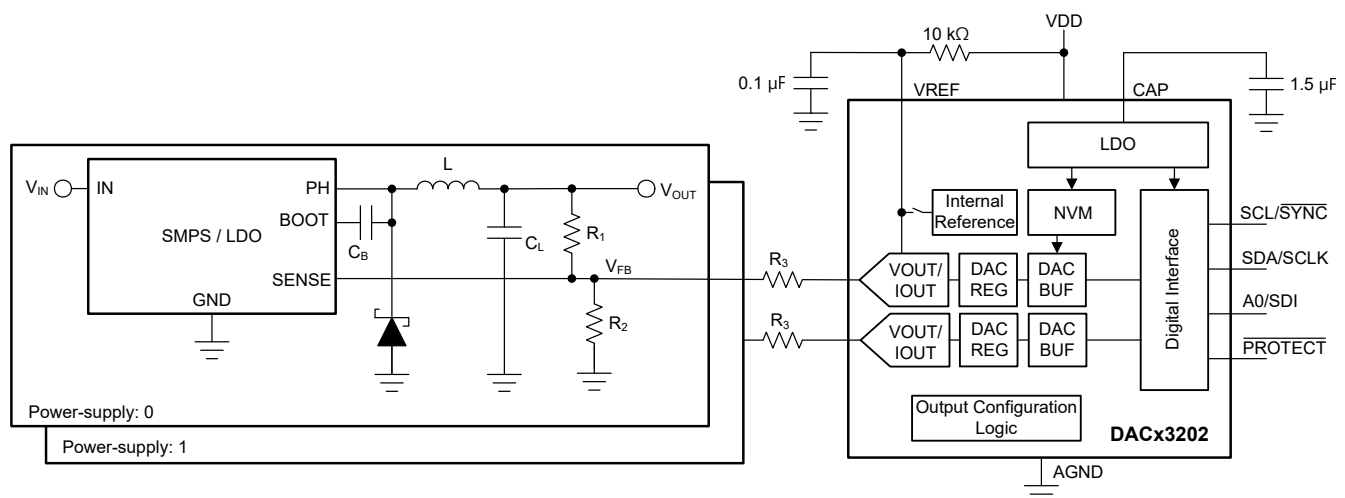 10 kΩ
VDD
0.1 µF
VREF
CAP
1.5 µF
LDO
Internal
Reference
NVM
SCL/SYNC
SDA/SCLK
A0/SDI
PROTECT
Digital Interface
VOUT/
IOUT
DAC
REG
DAC
BUF
VOUT/
IOUT
DAC
REG
DAC
BUF
Output Configuration
Logic
DACx3202
AGND
R3
R3
VIN
IN
PH
L
VOUT
BOOT
SMPS / LDO
CB
CL
R1
SENSE
VFB
GND
R2
Power-supply: 0
Power-supply: 1